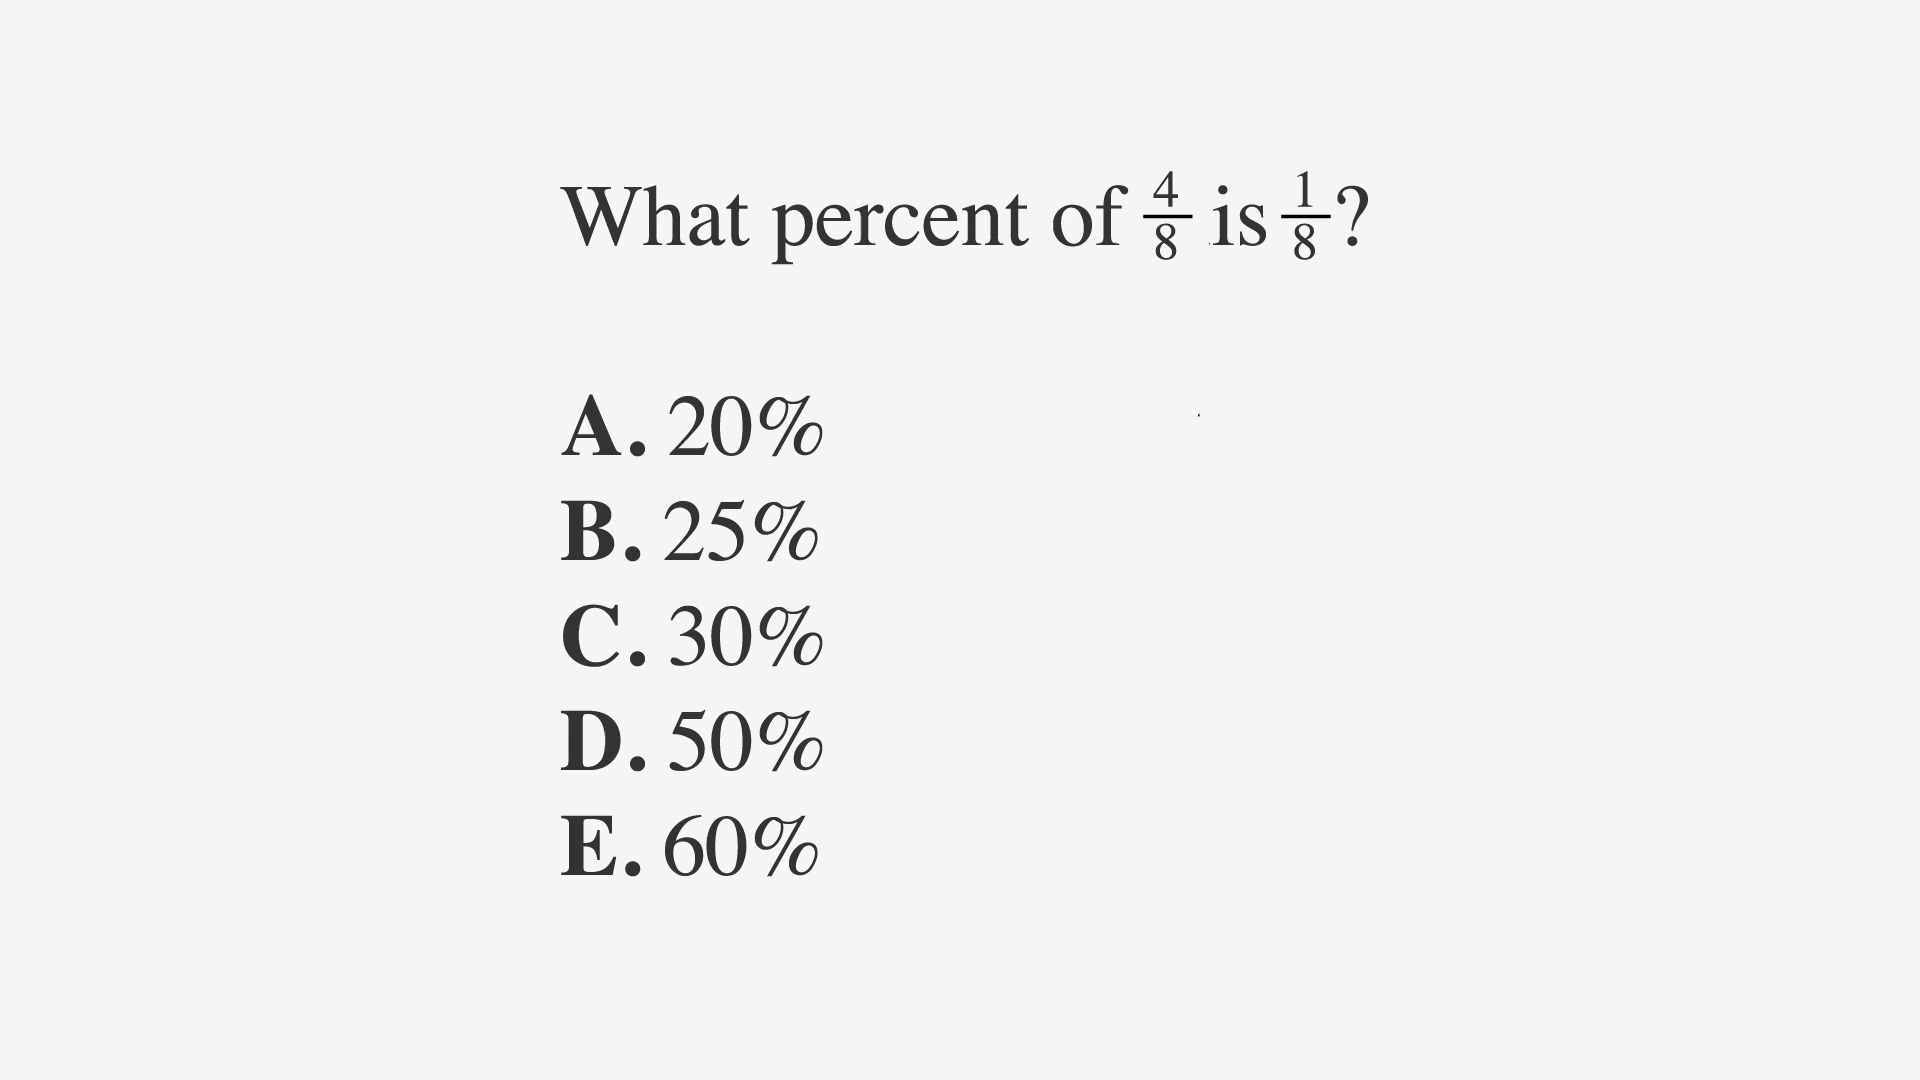 What percent of 4/8 is 1/8?
A. 20%
B. 25%
C. 30%
D. 50%
E. 60%